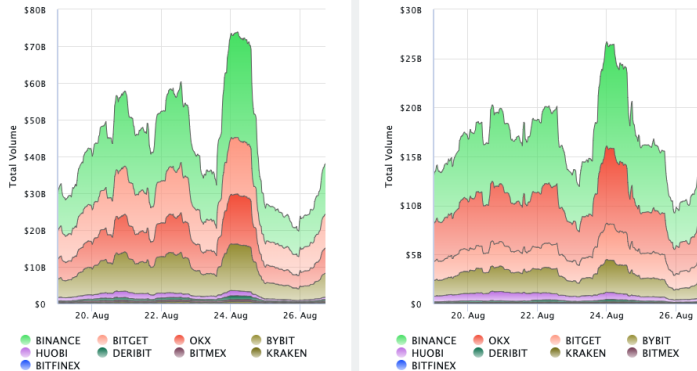 $80B
$70B
$60B
$50B
$40B
$30B
$20B
$10B
$0
Total Volume
20. Aug 22. Aug 24. Aug 26. Aug
BINANCE BITGET OKX BYBIT
HUOBI DERIBIT BITMEX KRAKEN
BITFINEX
$30B
$25B
$20B
$15B
$10B
$5B
$0
Total Volume
20. Aug 22. Aug 24. Aug 26. Aug
BINANCE OKX BITGET BYBIT
HUOBI DERIBIT KRAKEN BITMEX
BITFINEX